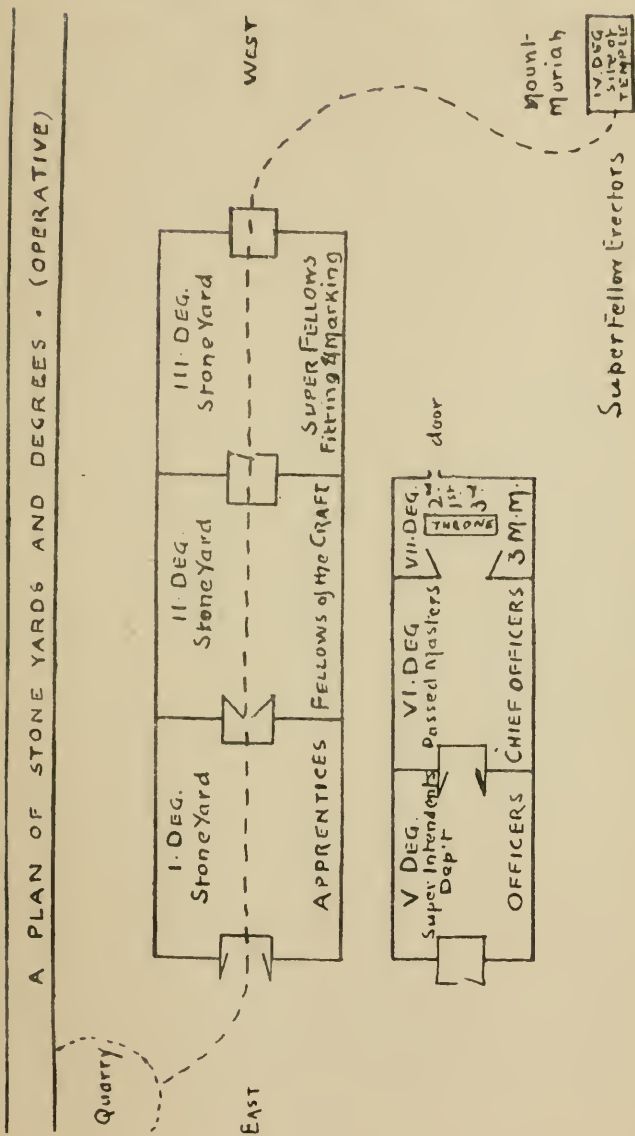 A PLAN OF STONE YARDS AND DEGREES. (OPERATIVE)
Quarry
EAST
WEST
I. DEG.
Stone Yard
APPRENTICES
II. DEG.
Stone Yard
FELLOWS of the CRAFT
III. DEG.
Stone Yard
SUPER FELLOWS
Fitting & Marking
Mount-
Moriah
IV. DEG
Site of
TEMPLE
Super Fellow Erectors
V DEG.
Super Intendents
Dep't
OFFICERS
VI. DEG
Passed Masters
CHIEF OFFICERS
VII. DEG.
2nd
1st
3rd
THRONE
3 M.M.
door